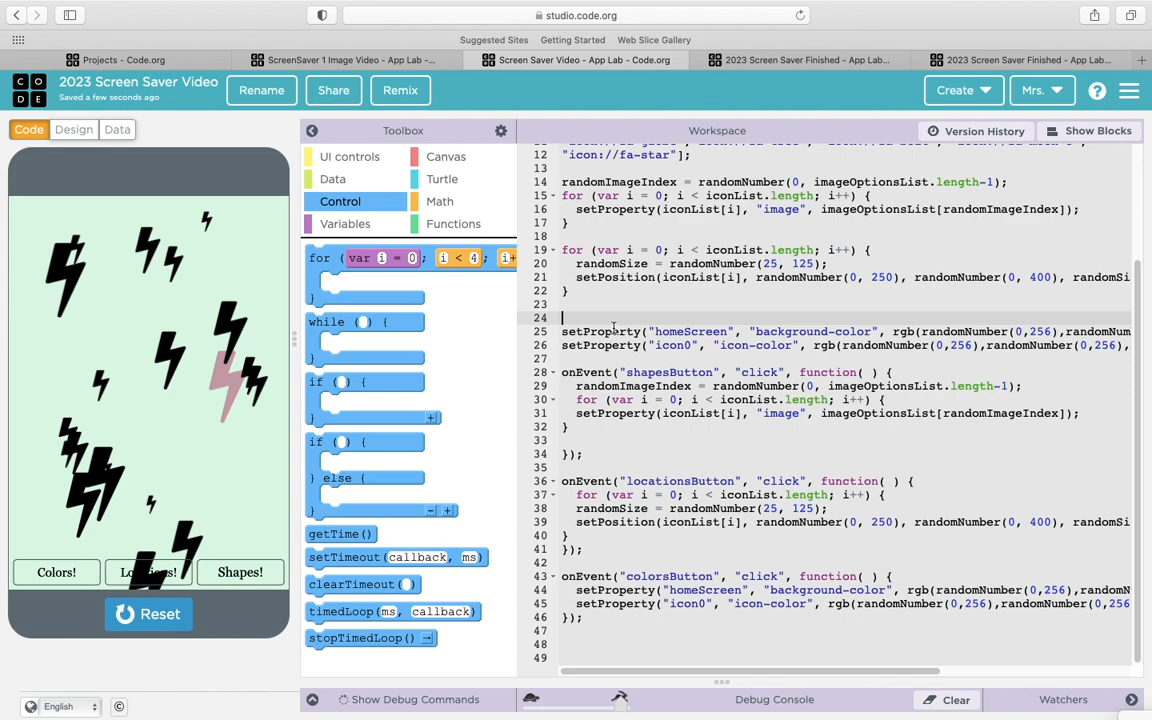 studio.code.org
Suggested Sites Getting Started Web Slice Gallery
Projects - Code.org
ScreenSaver 1 Image Video - App Lab -...
Screen Saver Video - App Lab - Code.org
2023 Screen Saver Finished - App Lab...
2023 Screen Saver Finished - App Lab...
C O
D E
2023 Screen Saver Video
Saved a few seconds ago
Rename Share Remix Create Mrs. ?
Code Design Data
Toolbox
Workspace
Version History
Show Blocks
UI controls Canvas
Data Turtle
Control Math
Variables Functions
for ( var i = 0 ; i < 4 ; i+
}
while ( ) {
}
if ( ) {
} +
if ( ) {
} else {
} - +
getTime()
setTimeout(callback, ms)
clearTimeout( )
timedLoop(ms, callback)
stopTimedLoop() →
12 "icon://fa-star"];
13
14 randomImageIndex = randomNumber(0, imageOptionsList.length-1);
15 for (var i = 0; i < iconList.length; i++) {
16 setProperty(iconList[i], "image", imageOptionsList[randomImageIndex]);
17 }
18
19 for (var i = 0; i < iconList.length; i++) {
20 randomSize = randomNumber(25, 125);
21 setPosition(iconList[i], randomNumber(0, 250), randomNumber(0, 400), randomSi
22 }
23
24
25 setProperty("homeScreen", "background-color", rgb(randomNumber(0,256),randomNum
26 setProperty("icon0", "icon-color", rgb(randomNumber(0,256),randomNumber(0,256),
27
28 onEvent("shapesButton", "click", function( ) {
29 randomImageIndex = randomNumber(0, imageOptionsList.length-1);
30 for (var i = 0; i < iconList.length; i++) {
31 setProperty(iconList[i], "image", imageOptionsList[randomImageIndex]);
32 }
33
34 });
35
36 onEvent("locationsButton", "click", function( ) {
37 for (var i = 0; i < iconList.length; i++) {
38 randomSize = randomNumber(25, 125);
39 setPosition(iconList[i], randomNumber(0, 250), randomNumber(0, 400), randomSi
40 }
41 });
42
43 onEvent("colorsButton", "click", function( ) {
44 setProperty("homeScreen", "background-color", rgb(randomNumber(0,256),randomN
45 setProperty("icon0", "icon-color", rgb(randomNumber(0,256),randomNumber(0,256
46 });
47
48
49
Colors! Shapes!
Reset
English
©
Show Debug Commands
Debug Console
Clear
Watchers